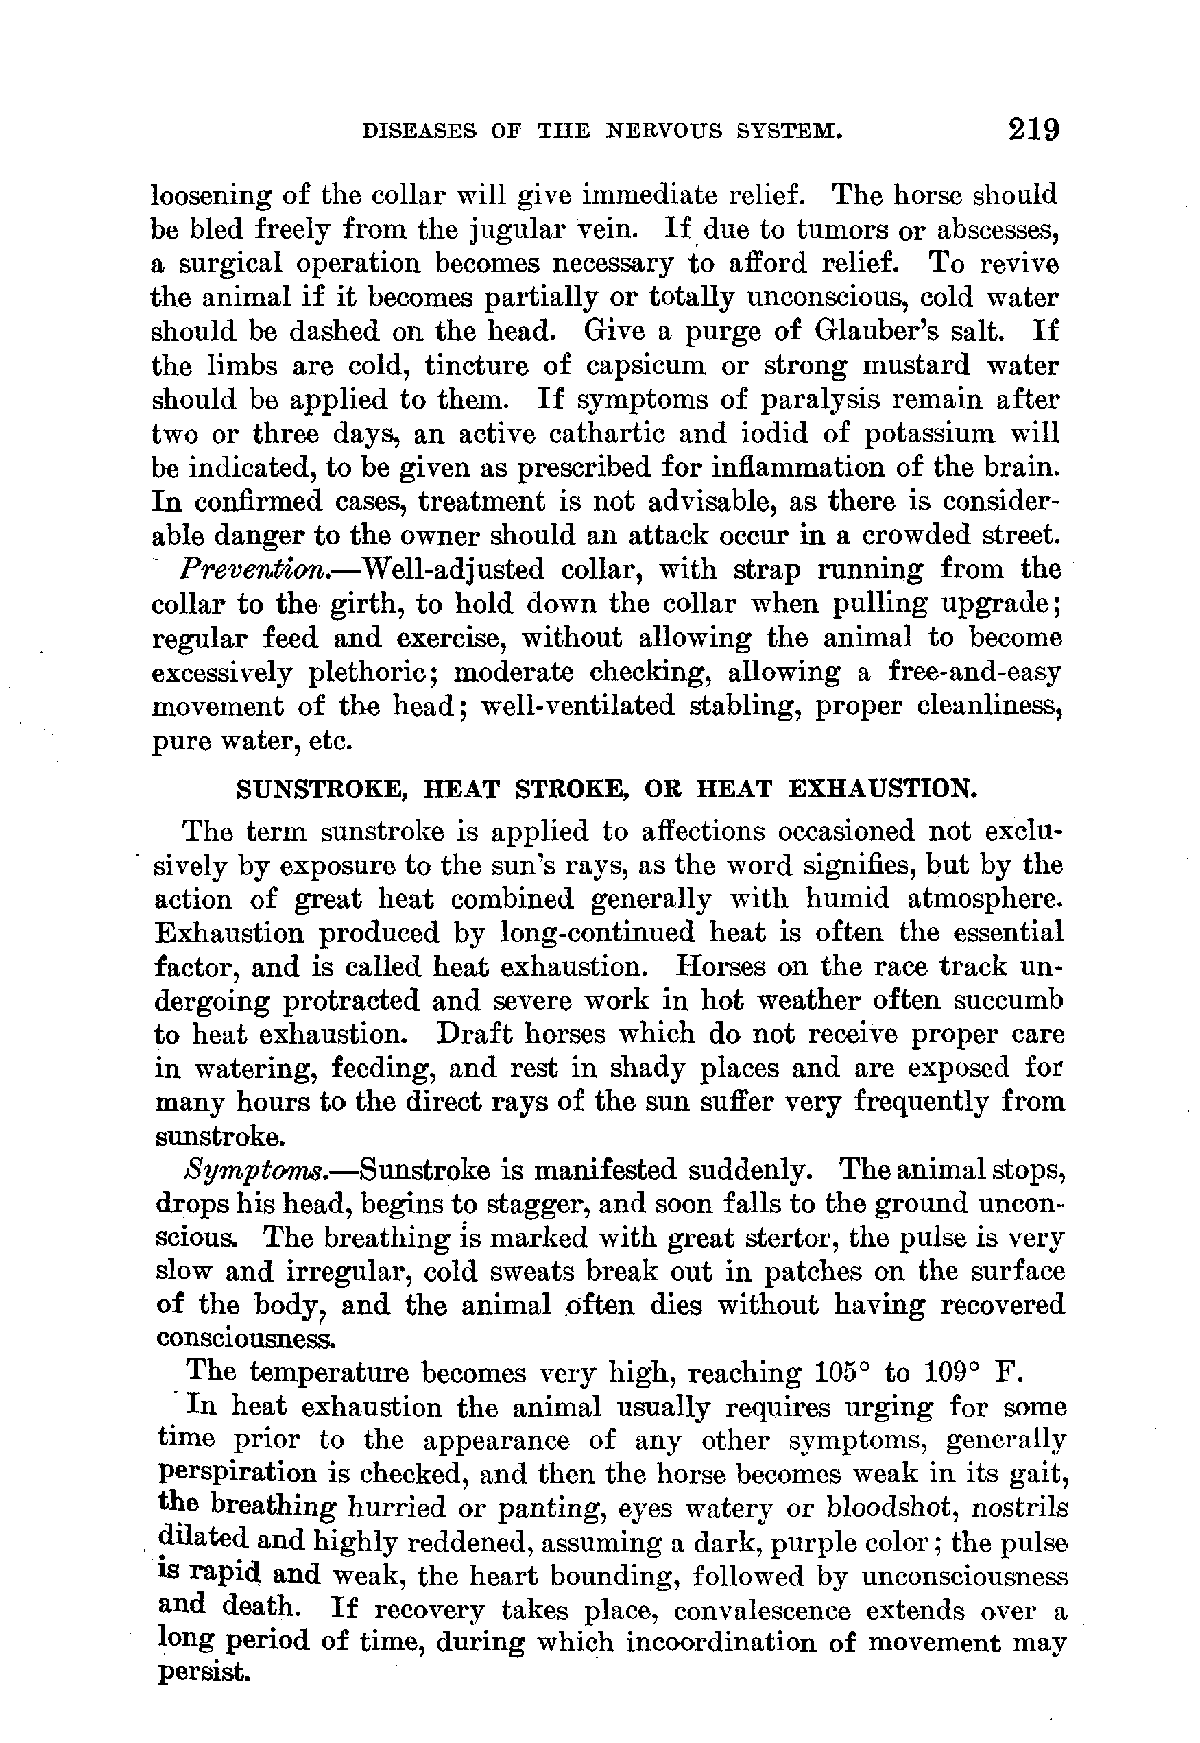 DISEASES OF THE NERVOUS SYSTEM. 219
loosening of the collar will give immediate relief. The horse should
be bled freely from the jugular vein. If due to tumors or abscesses,
a surgical operation becomes necessary to afford relief. To revive
the animal if it becomes partially or totally unconscious, cold water
should be dashed on the head. Give a purge of Glauber's salt. If
the limbs are cold, tincture of capsicum or strong mustard water
should be applied to them. If symptoms of paralysis remain after
two or three days, an active cathartic and iodid of potassium will
be indicated, to be given as prescribed for inflammation of the brain.
In confirmed cases, treatment is not advisable, as there is consider-
able danger to the owner should an attack occur in a crowded street.
Prevention.—Well-adjusted collar, with strap running from the
collar to the girth, to hold down the collar when pulling upgrade;
regular feed and exercise, without allowing the animal to become
excessively plethoric; moderate checking, allowing a free-and-easy
movement of the head; well-ventilated stabling, proper cleanliness,
pure water, etc.
SUNSTROKE, HEAT STROKE, OR HEAT EXHAUSTION.
The term sunstroke is applied to affections occasioned not exclu-
sively by exposure to the sun's rays, as the word signifies, but by the
action of great heat combined generally with humid atmosphere.
Exhaustion produced by long-continued heat is often the essential
factor, and is called heat exhaustion. Horses on the race track un-
dergoing protracted and severe work in hot weather often succumb
to heat exhaustion. Draft horses which do not receive proper care
in watering, feeding, and rest in shady places and are exposed for
many hours to the direct rays of the sun suffer very frequently from
sunstroke.
Symptoms.—Sunstroke is manifested suddenly. The animal stops,
drops his head, begins to stagger, and soon falls to the ground uncon-
scious. The breathing is marked with great stertor, the pulse is very
slow and irregular, cold sweats break out in patches on the surface
of the body, and the animal often dies without having recovered
consciousness.
The temperature becomes very high, reaching 105° to 109° F.
In heat exhaustion the animal usually requires urging for some
time prior to the appearance of any other symptoms, generally
perspiration is checked, and then the horse becomes weak in its gait,
the breathing hurried or panting, eyes watery or bloodshot, nostrils
dilated and highly reddened, assuming a dark, purple color; the pulse
is rapid and weak, the heart bounding, followed by unconsciousness
and death. If recovery takes place, convalescence extends over a
long period of time, during which incoordination of movement may
persist.